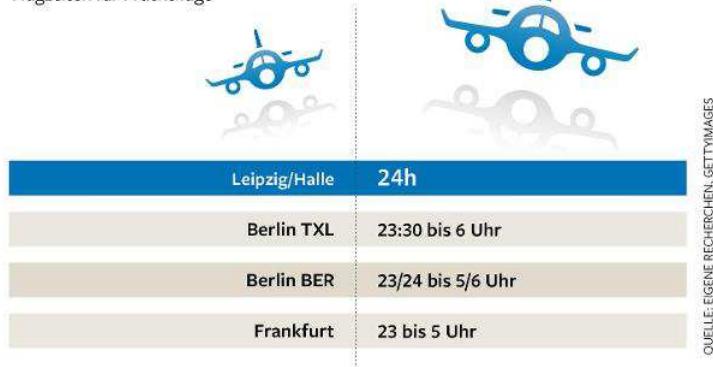 Leipzig/Halle 24h
Berlin TXL 23:30 bis 6 Uhr
Berlin BER 23/24 bis 5/6 Uhr
Frankfurt 23 bis 5 Uhr
QUELLE: EIGENE RECHERCHEN, GETTYIMAGES